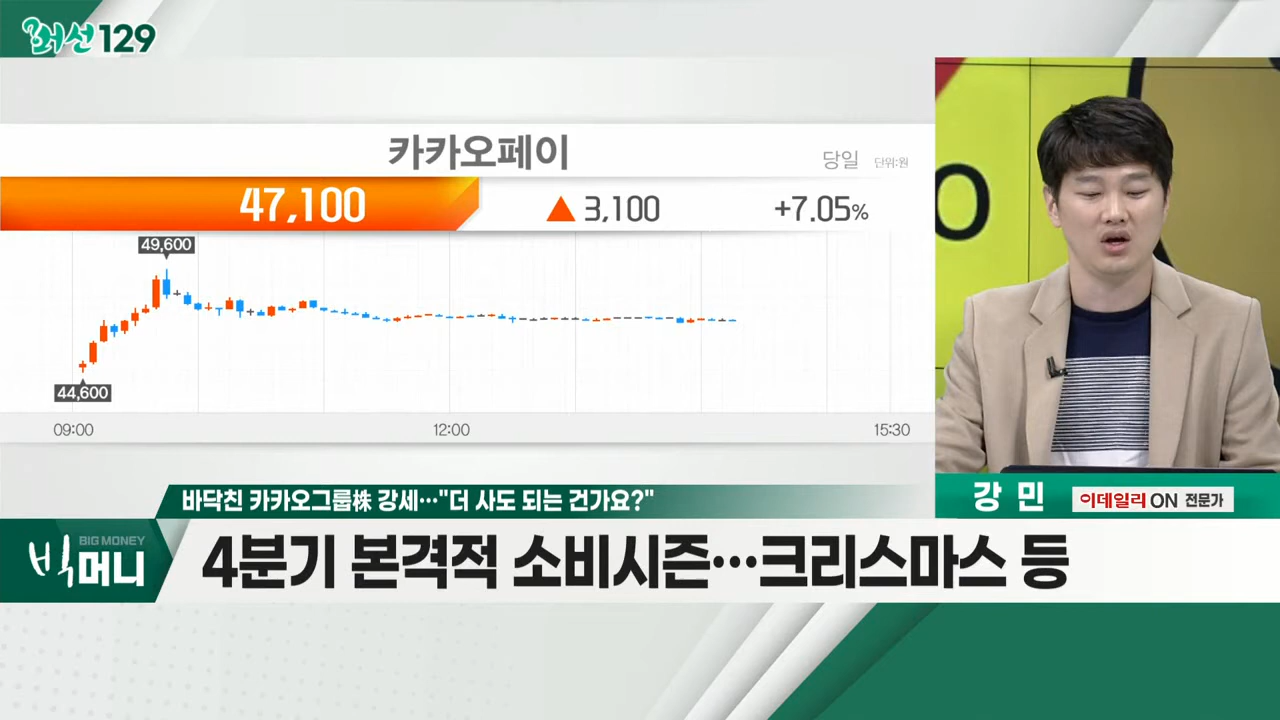 최선129
카카오페이
당일 단위:원
47,100 ▲ 3,100 +7.05%
49,600
44,600
09:00 12:00 15:30
O
강 민 이데일리 ON 전문가
바닥친 카카오그룹株 강세…"더 사도 되는 건가요?"
BIG MONEY
빅머니
4분기 본격적 소비시즌…크리스마스 등